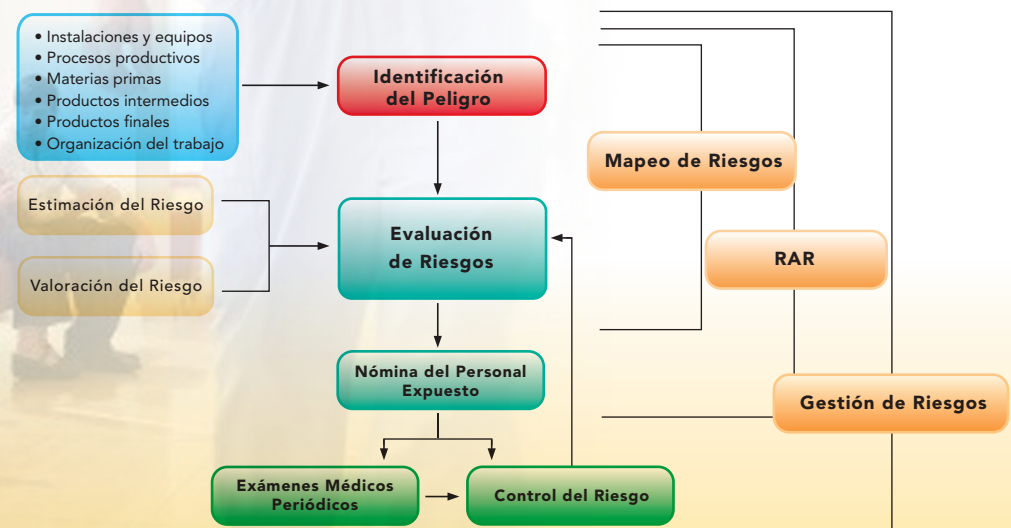 • Instalaciones y equipos
• Procesos productivos
• Materias primas
• Productos intermedios
• Productos finales
• Organización del trabajo
Identificación
del Peligro
Mapeo de Riesgos
Estimación del Riesgo
Valoración del Riesgo
Evaluación
de Riesgos
RAR
Nómina del Personal
Expuesto
Gestión de Riesgos
Exámenes Médicos
Periódicos
Control del Riesgo